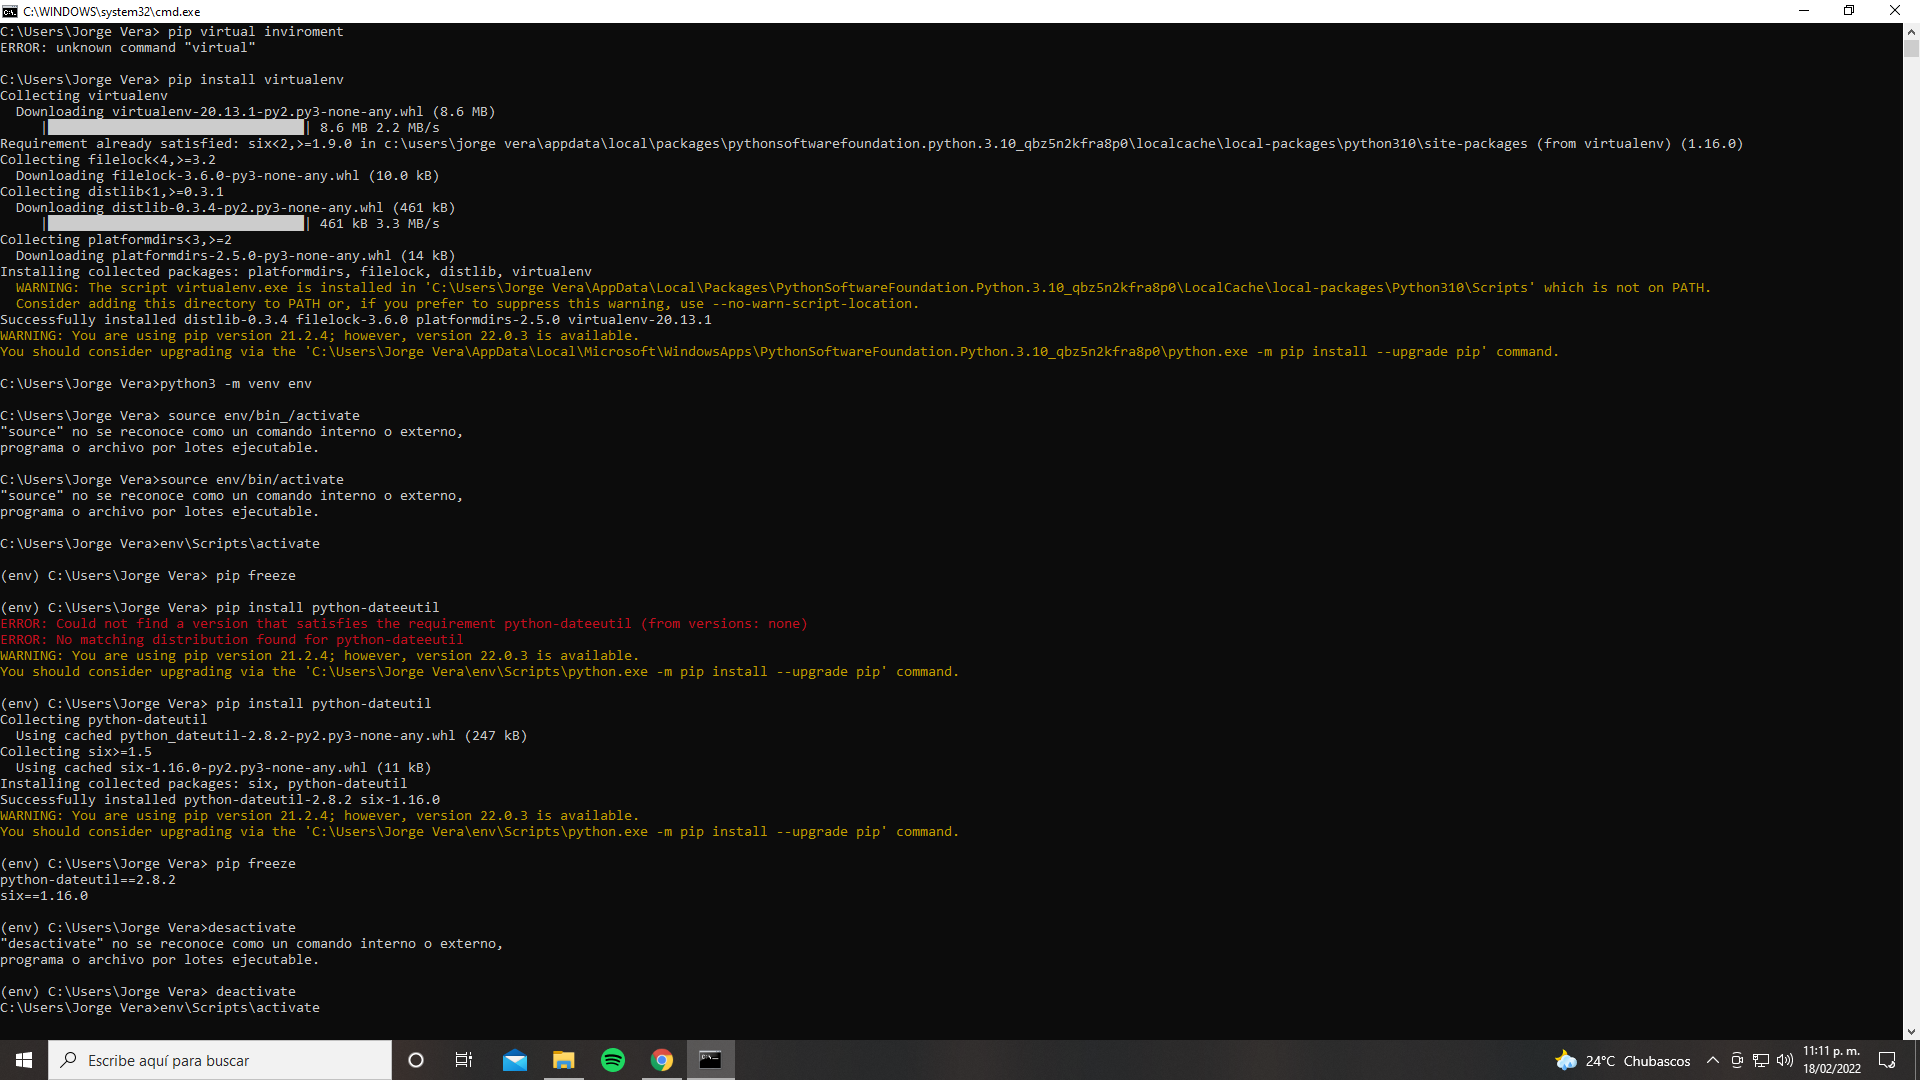 C:\WINDOWS\system32\cmd.exe
C:\Users\Jorge Vera> pip virtual inviroment
ERROR: unknown command "virtual"
C:\Users\Jorge Vera> pip install virtualenv
Collecting virtualenv
  Downloading virtualenv-20.13.1-py2.py3-none-any.whl (8.6 MB)
     |████████████████████████████████| 8.6 MB 2.2 MB/s
Requirement already satisfied: six<2,>=1.9.0 in c:\users\jorge vera\appdata\local\packages\pythonsoftwarefoundation.python.3.10_qbz5n2kfra8p0\localcache\local-packages\python310\site-packages (from virtualenv) (1.16.0)
Collecting filelock<4,>=3.2
  Downloading filelock-3.6.0-py3-none-any.whl (10.0 kB)
Collecting distlib<1,>=0.3.1
  Downloading distlib-0.3.4-py2.py3-none-any.whl (461 kB)
     |████████████████████████████████| 461 kB 3.3 MB/s
Collecting platformdirs<3,>=2
  Downloading platformdirs-2.5.0-py3-none-any.whl (14 kB)
Installing collected packages: platformdirs, filelock, distlib, virtualenv
  WARNING: The script virtualenv.exe is installed in 'C:\Users\Jorge Vera\AppData\Local\Packages\PythonSoftwareFoundation.Python.3.10_qbz5n2kfra8p0\LocalCache\local-packages\Python310\Scripts' which is not on PATH.
  Consider adding this directory to PATH or, if you prefer to suppress this warning, use --no-warn-script-location.
Successfully installed distlib-0.3.4 filelock-3.6.0 platformdirs-2.5.0 virtualenv-20.13.1
WARNING: You are using pip version 21.2.4; however, version 22.0.3 is available.
You should consider upgrading via the 'C:\Users\Jorge Vera\AppData\Local\Microsoft\WindowsApps\PythonSoftwareFoundation.Python.3.10_qbz5n2kfra8p0\python.exe -m pip install --upgrade pip' command.
C:\Users\Jorge Vera>python3 -m venv env
C:\Users\Jorge Vera> source env/bin_/activate
"source" no se reconoce como un comando interno o externo,
programa o archivo por lotes ejecutable.
C:\Users\Jorge Vera>source env/bin/activate
"source" no se reconoce como un comando interno o externo,
programa o archivo por lotes ejecutable.
C:\Users\Jorge Vera>env\Scripts\activate
(env) C:\Users\Jorge Vera> pip freeze
(env) C:\Users\Jorge Vera> pip install python-dateeutil
ERROR: Could not find a version that satisfies the requirement python-dateeutil (from versions: none)
ERROR: No matching distribution found for python-dateeutil
WARNING: You are using pip version 21.2.4; however, version 22.0.3 is available.
You should consider upgrading via the 'C:\Users\Jorge Vera\env\Scripts\python.exe -m pip install --upgrade pip' command.
(env) C:\Users\Jorge Vera> pip install python-dateutil
Collecting python-dateutil
  Using cached python_dateutil-2.8.2-py2.py3-none-any.whl (247 kB)
Collecting six>=1.5
  Using cached six-1.16.0-py2.py3-none-any.whl (11 kB)
Installing collected packages: six, python-dateutil
Successfully installed python-dateutil-2.8.2 six-1.16.0
WARNING: You are using pip version 21.2.4; however, version 22.0.3 is available.
You should consider upgrading via the 'C:\Users\Jorge Vera\env\Scripts\python.exe -m pip install --upgrade pip' command.
(env) C:\Users\Jorge Vera> pip freeze
python-dateutil==2.8.2
six==1.16.0
(env) C:\Users\Jorge Vera>desactivate
"desactivate" no se reconoce como un comando interno o externo,
programa o archivo por lotes ejecutable.
(env) C:\Users\Jorge Vera> deactivate
C:\Users\Jorge Vera>env\Scripts\activate
Escribe aquí para buscar
24°C Chubascos
11:11 p. m.
18/02/2022